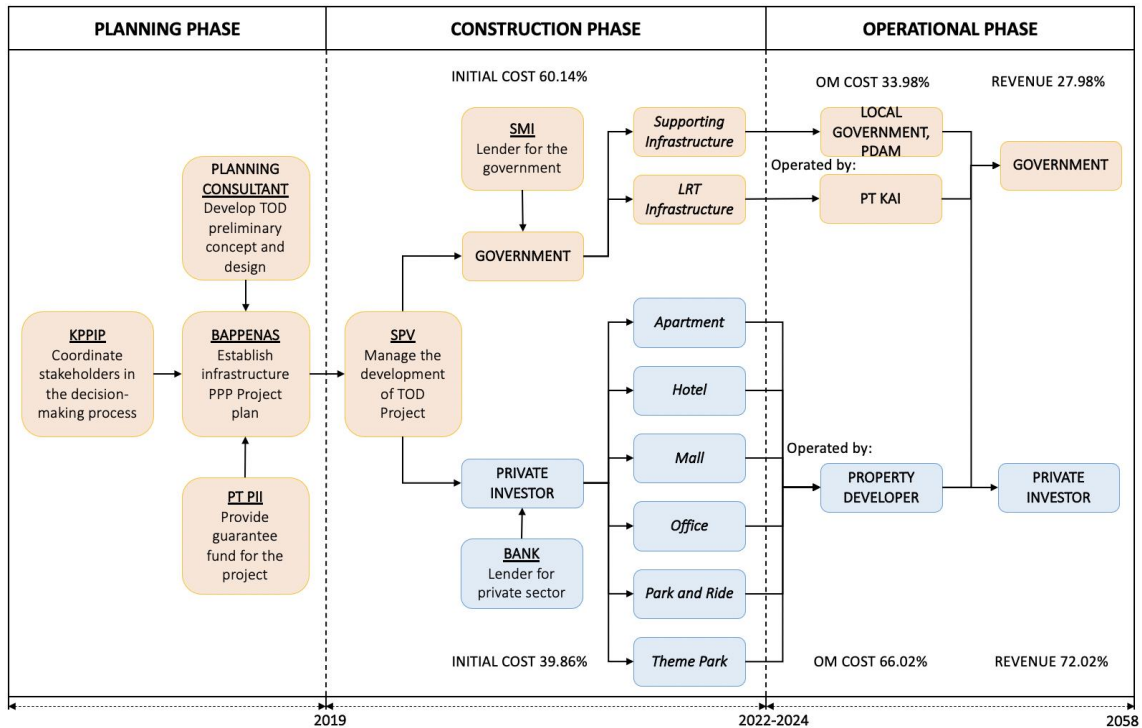 PLANNING PHASE
CONSTRUCTION PHASE
OPERATIONAL PHASE
INITIAL COST 60.14%
OM COST 33.98%
REVENUE 27.98%
PLANNING
CONSULTANT
Develop TOD
preliminary
concept and
design
KPPIP
Coordinate
stakeholders in
the decision-
making process
BAPPENAS
Establish
infrastructure
PPP Project
plan
PT PII
Provide
guarantee
fund for the
project
SPV
Manage the
development
of TOD
Project
SMI
Lender for the
government
GOVERNMENT
PRIVATE
INVESTOR
BANK
Lender for
private sector
Supporting
Infrastructure
LRT
Infrastructure
Apartment
Hotel
Mall
Office
Park and Ride
Theme Park
LOCAL
GOVERNMENT,
PDAM
Operated by:
PT KAI
GOVERNMENT
Operated by:
PROPERTY
DEVELOPER
PRIVATE
INVESTOR
INITIAL COST 39.86%
OM COST 66.02%
REVENUE 72.02%
2019
2022-2024
2058